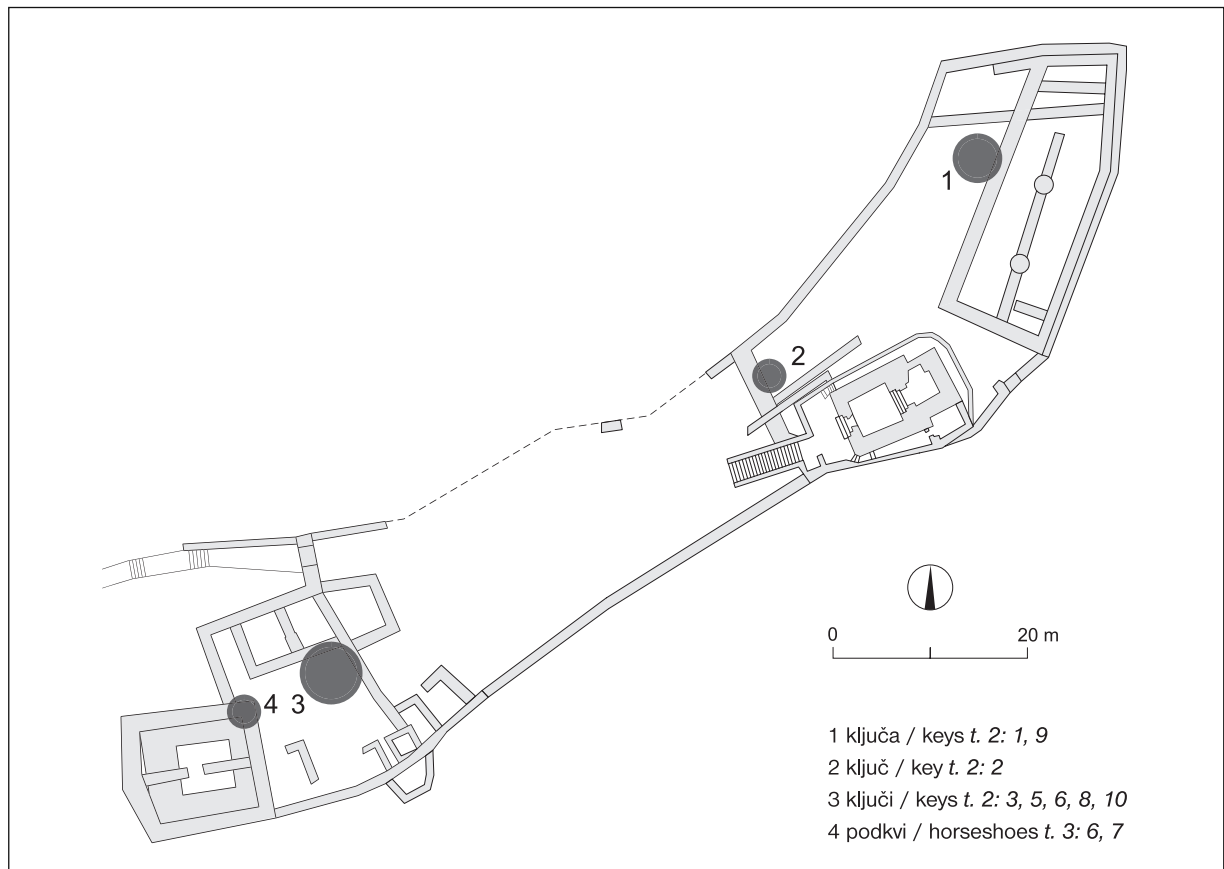 1
2
4 3
0 20 m
1 ključa / keys t. 2: 1, 9
2 ključ / key t. 2: 2
3 ključi / keys t. 2: 3, 5, 6, 8, 10
4 podkvi / horseshoes t. 3: 6, 7